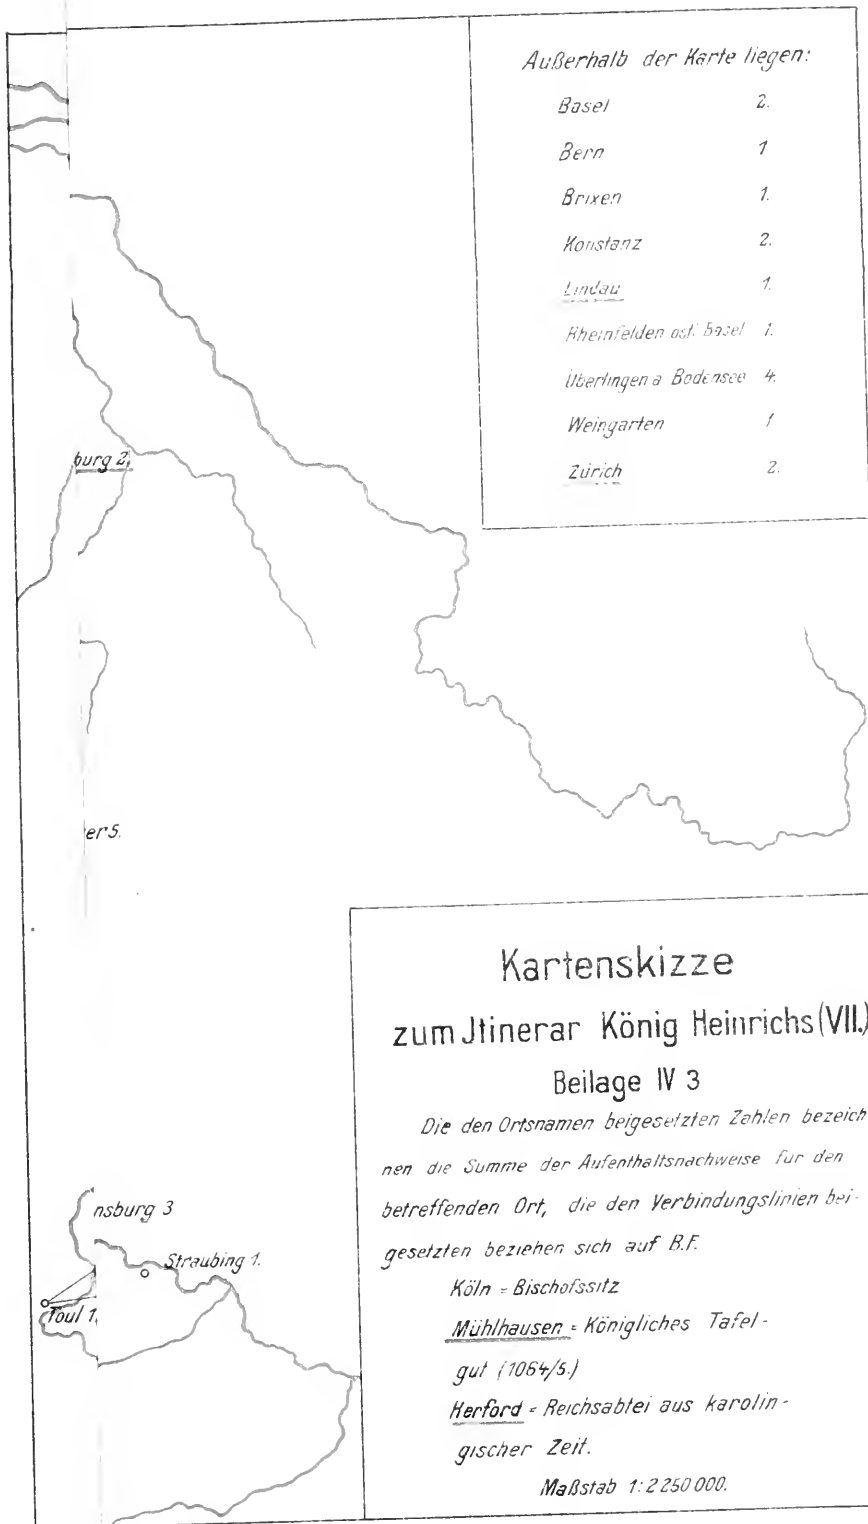 Außerhalb der Karte liegen:
Basel 2.
Bern 1
Brixen 1.
Konstanz 2.
Lindau 1.
Rheinfelden ostl. Basel 1.
Überlingen a Bodensee 4.
Weingarten 1
Zürich 2.
burg 2.
er 5.
nsburg 3
Straubing 1.
Toul 1.
Kartenskizze
zum Jtinerar König Heinrichs (VII.)
Beilage IV 3
Die den Ortsnamen beigesetzten Zahlen bezeich
nen die Summe der Aufenthaltsnachweise für den
betreffenden Ort, die den Verbindungslinien bei-
gesetzten beziehen sich auf B.F.
Köln = Bischofssitz
Mühlhausen = Königliches Tafel-
gut (1064/5.)
Herford = Reichsabtei aus karolin-
gischer Zeit.
Maßstab 1:2250000.